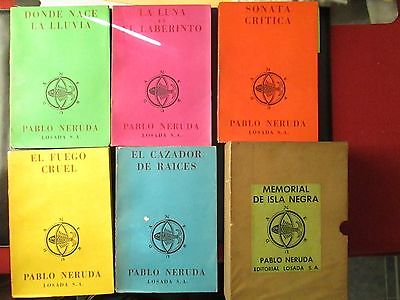 DONDE NACE
LA LLUVIA
PABLO NERUDA
LOSADA S.A.
LA LUNA
EN
EL LABERINTO
PABLO NERUDA
LOSADA S.A.
SONATA
CRITICA
PABLO NERUDA
LOSADA S.A.
EL FUEGO
CRUEL
PABLO NERUDA
LOSADA S.A.
EL CAZADOR
DE RAICES
PABLO NERUDA
LOSADA S.A.
MEMORIAL
DE ISLA NEGRA
PABLO NERUDA
EDITORIAL LOSADA S. A.